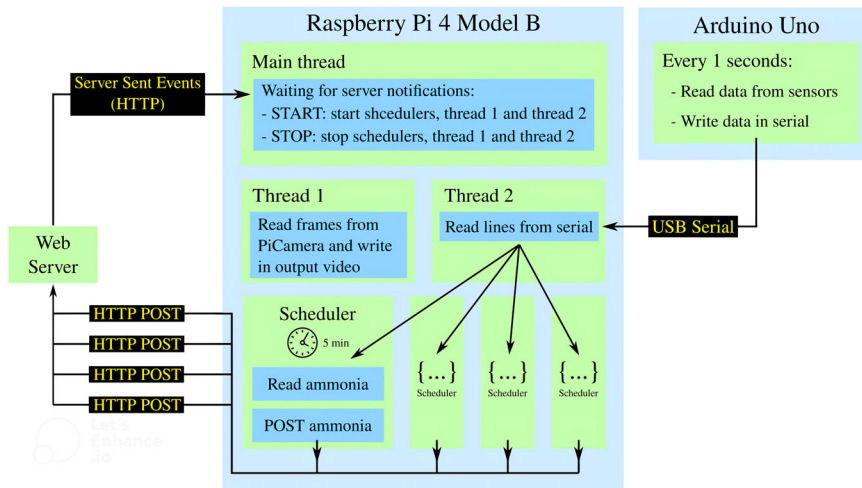 Raspberry Pi 4 Model B
Arduino Uno
Main thread
Waiting for server notifications:
- START: start shcedulers, thread 1 and thread 2
- STOP: stop schedulers, thread 1 and thread 2
Every 1 seconds:
- Read data from sensors
- Write data in serial
Server Sent Events
(HTTP)
Thread 1
Read frames from
PiCamera and write
in output video
Thread 2
Read lines from serial
USB Serial
Web
Server
HTTP POST
HTTP POST
HTTP POST
HTTP POST
Scheduler
5 min
Read ammonia
POST ammonia
{...}
Scheduler
{...}
Scheduler
{...}
Scheduler
Let's
Enhance
.io